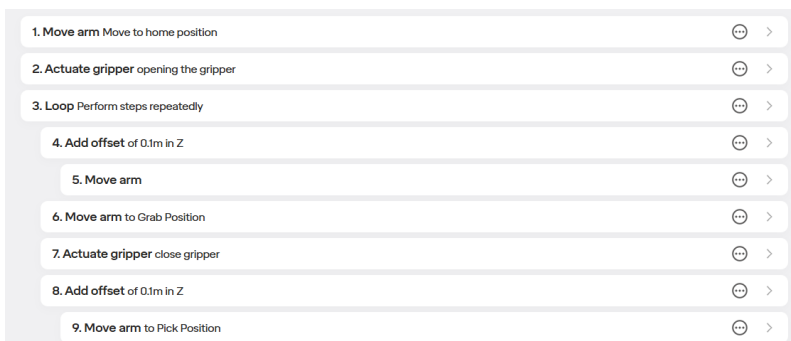 1. Move arm Move to home position
2. Actuate gripper opening the gripper
3. Loop Perform steps repeatedly
4. Add offset of 0.1m in Z
5. Move arm
6. Move arm to Grab Position
7. Actuate gripper close gripper
8. Add offset of 0.1m in Z
9. Move arm to Pick Position